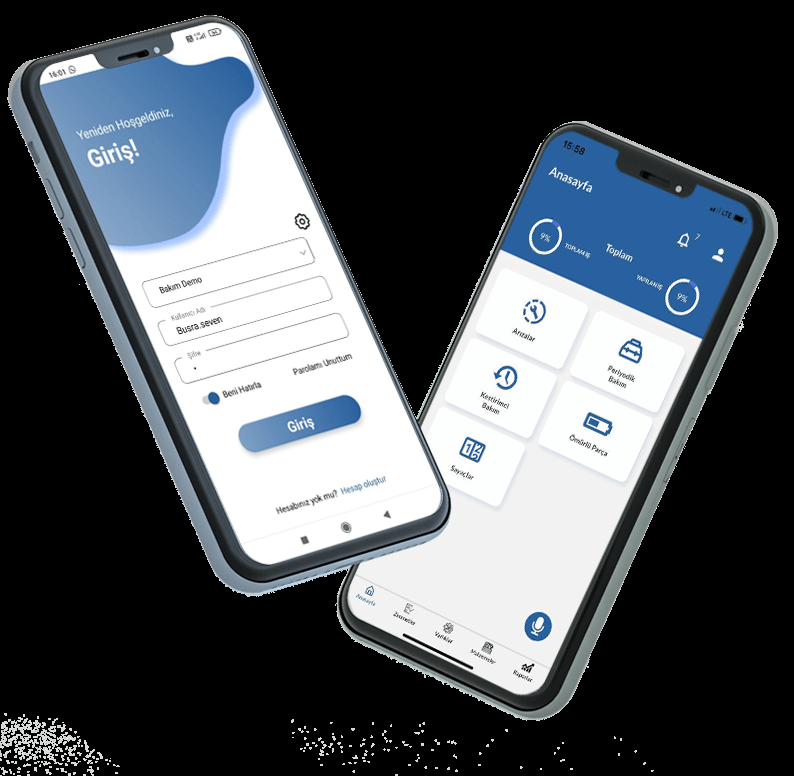 16:01
Yeniden Hoşgeldiniz,
Giriş!
Bakım Demo
Kullanıcı Adı
Busra.seven
Şifre
Beni Hatırla
Parolamı Unuttum
Giriş
Hesabınız yok mu? Hesap oluştur
15:58
LTE
Anasayfa
7
9%
TOPLAM İŞ
Toplam
YAPILAN İŞ
9%
Arızalar
Periyodik
Bakım
Kestirimci
Bakım
Ömürlü Parça
Sayaçlar
Anasayfa
Varlıklar
Malzemeler
Raporlar